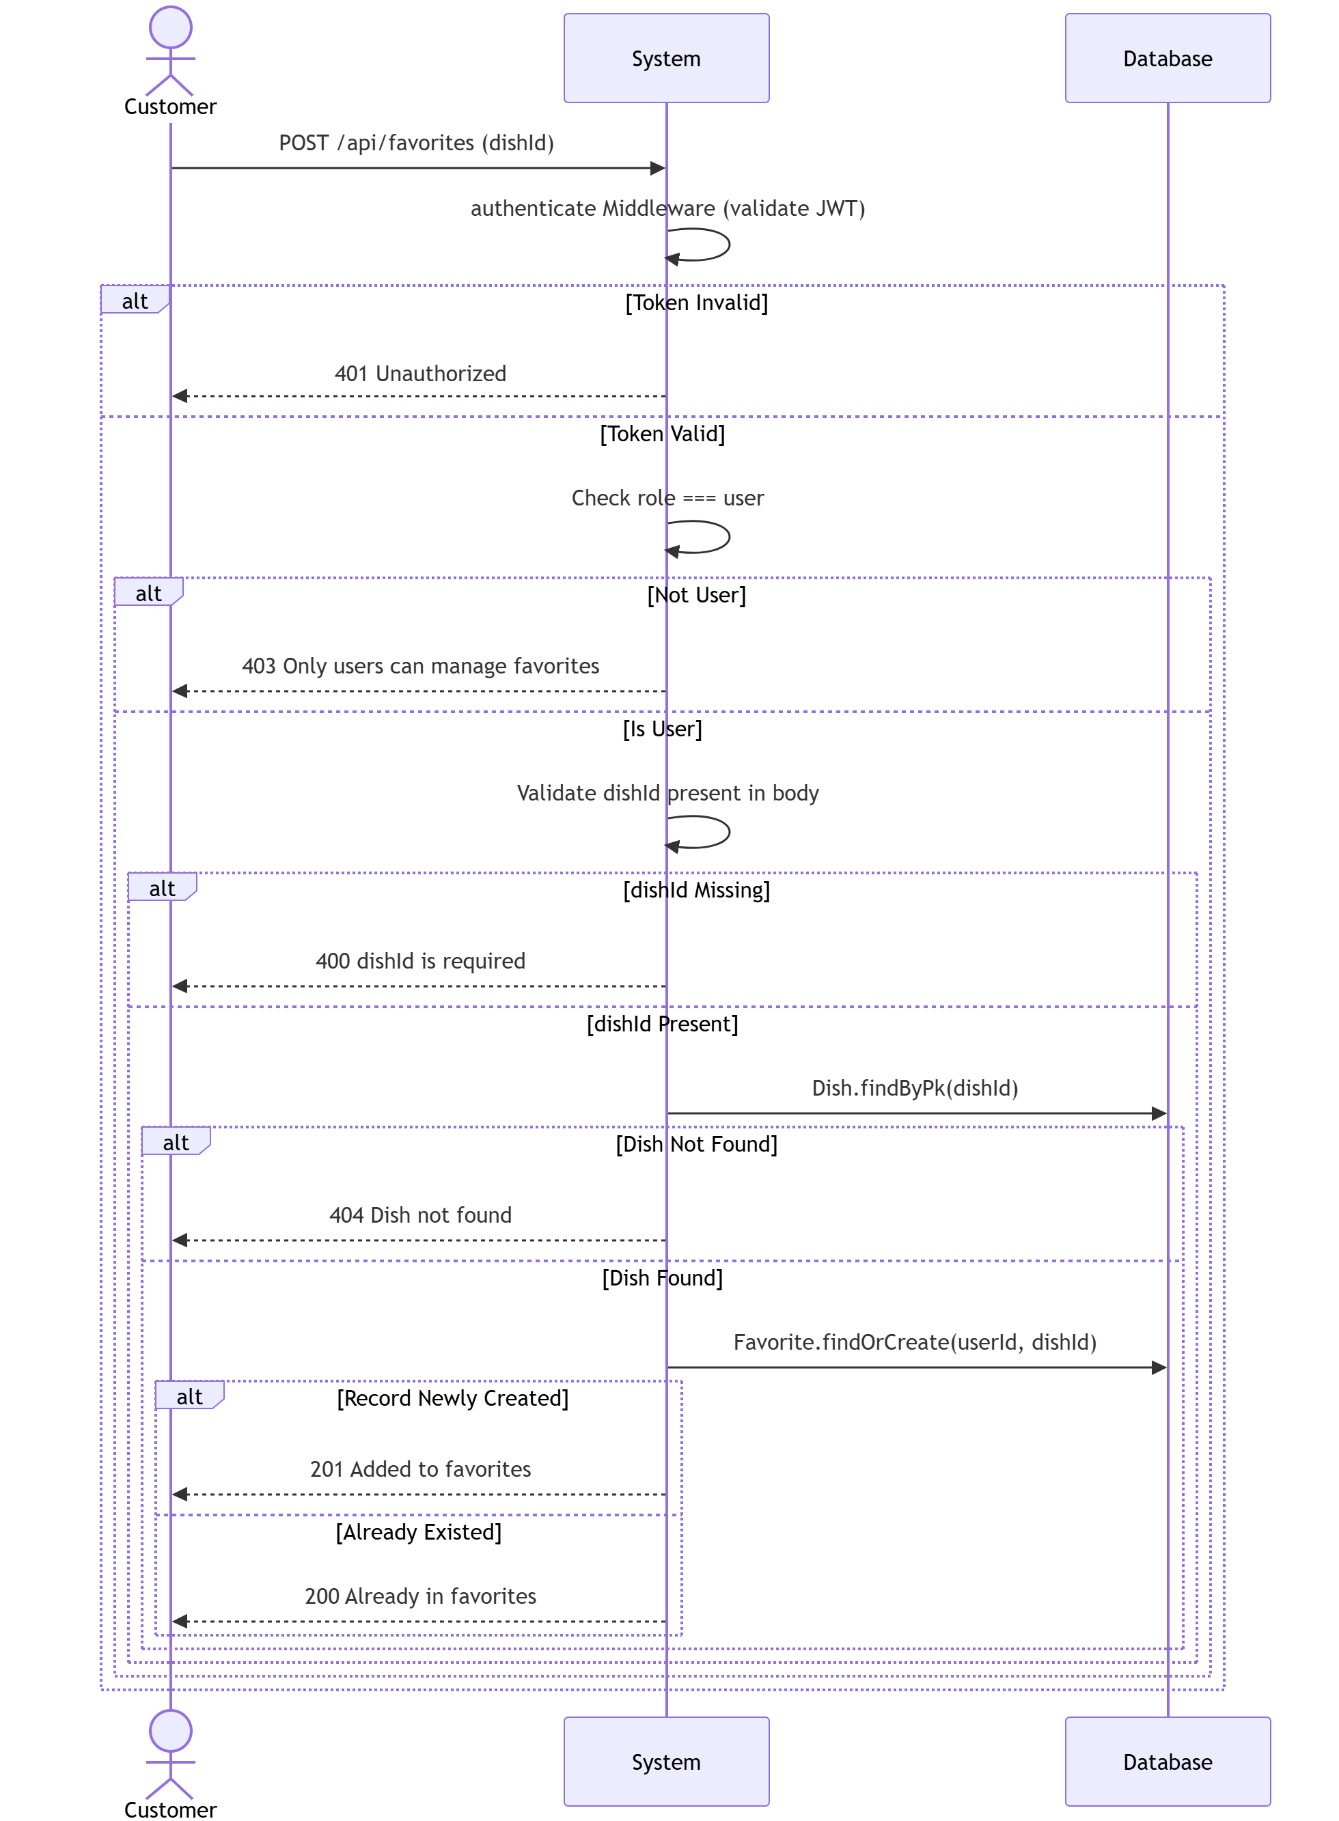 Customer
System
Database
POST /api/favorites (dishId)
authenticate Middleware (validate JWT)
alt
[Token Invalid]
401 Unauthorized
[Token Valid]
Check role === user
alt
[Not User]
403 Only users can manage favorites
[Is User]
Validate dishId present in body
alt
[dishId Missing]
400 dishId is required
[dishId Present]
Dish.findByPk(dishId)
alt
[Dish Not Found]
404 Dish not found
[Dish Found]
Favorite.findOrCreate(userId, dishId)
alt
[Record Newly Created]
201 Added to favorites
[Already Existed]
200 Already in favorites
Customer
System
Database